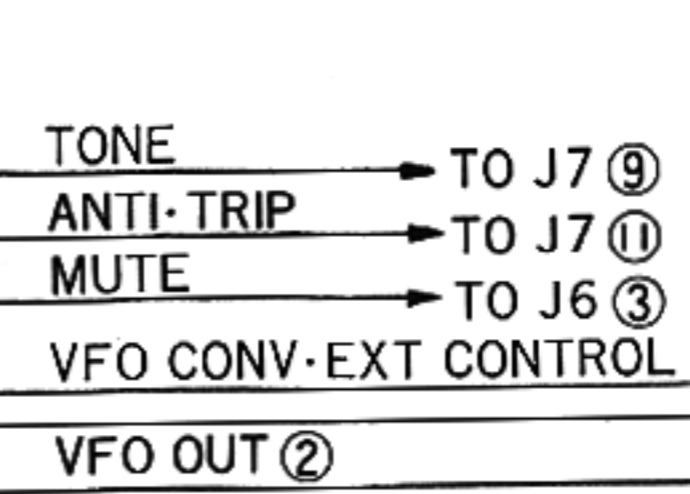 TONE
TO J7 ⑨
ANTI·TRIP
TO J7 ⑪
MUTE
TO J6 ③
VFO CONV·EXT CONTROL
VFO OUT ②